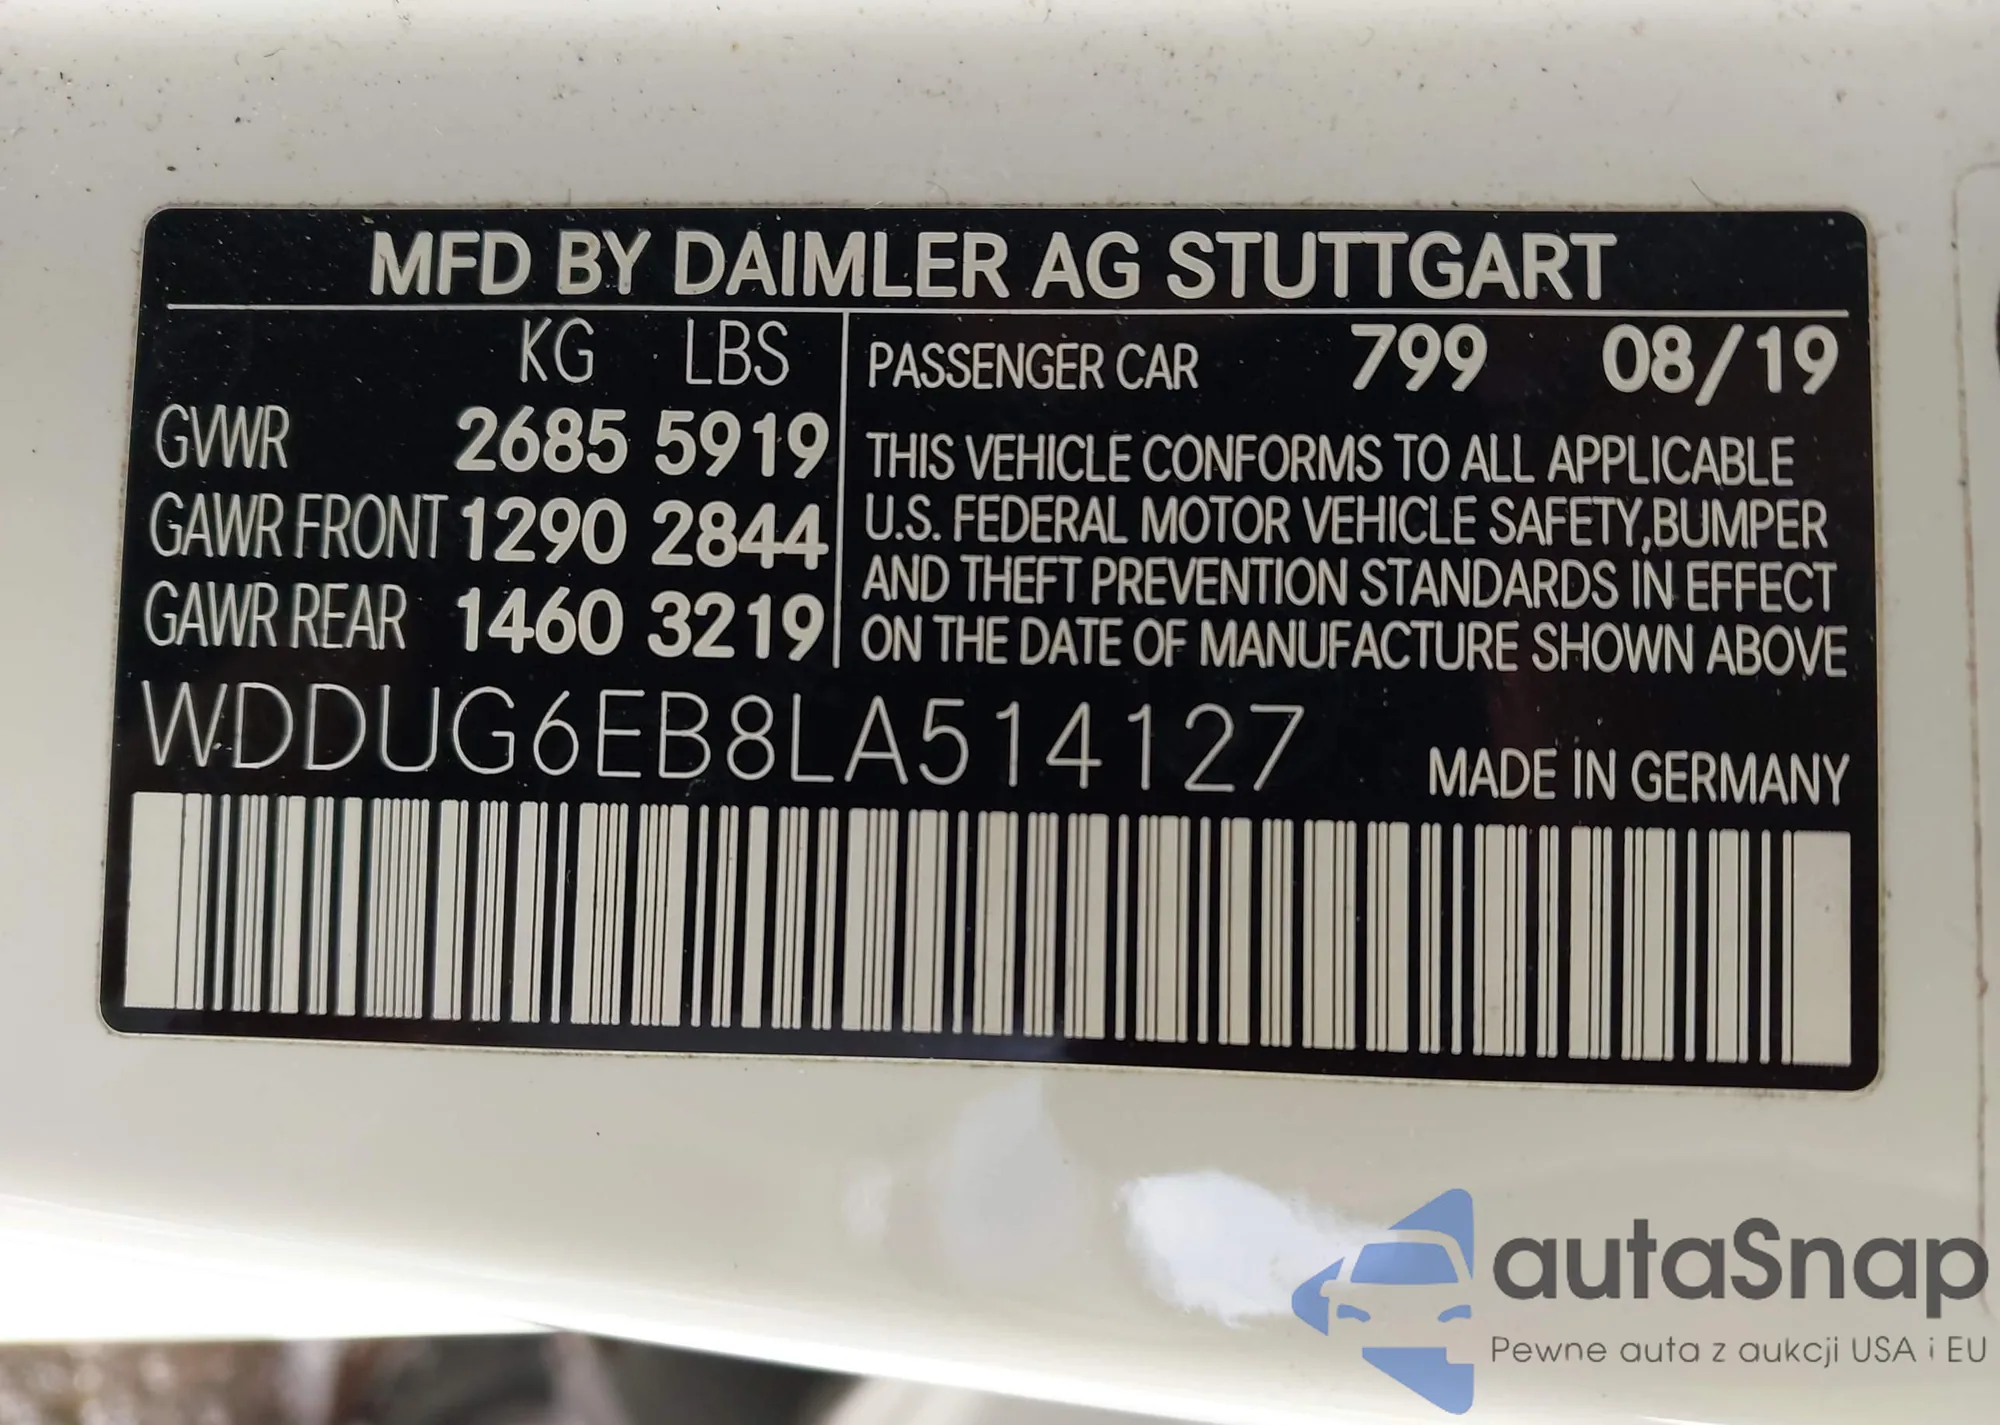 MFD BY DAIMLER AG STUTTGART
KG LBS
GVWR 2685 5919
GAWR FRONT 1290 2844
GAWR REAR 1460 3219
PASSENGER CAR 799 08/19
THIS VEHICLE CONFORMS TO ALL APPLICABLE
U.S. FEDERAL MOTOR VEHICLE SAFETY,BUMPER
AND THEFT PREVENTION STANDARDS IN EFFECT
ON THE DATE OF MANUFACTURE SHOWN ABOVE
WDDUG6EB8LA514127
MADE IN GERMANY
autaSnap
Pewne auta z aukcji USA i EU